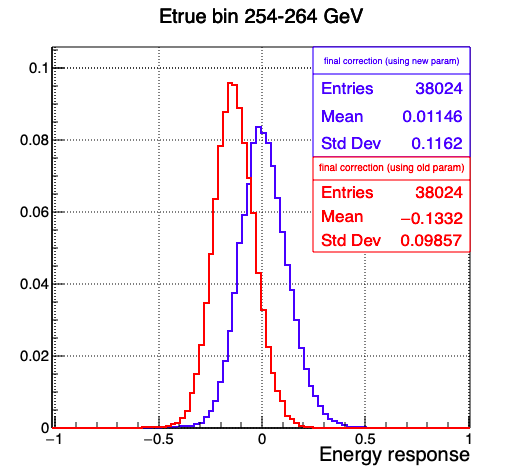 Etrue bin 254-264 GeV
final correction (using new param)
Entries 38024
Mean 0.01146
Std Dev 0.1162
final correction (using old param)
Entries 38024
Mean −0.1332
Std Dev 0.09857
0.1
0.08
0.06
0.04
0.02
0
−1 −0.5 0 0.5 1
Energy response